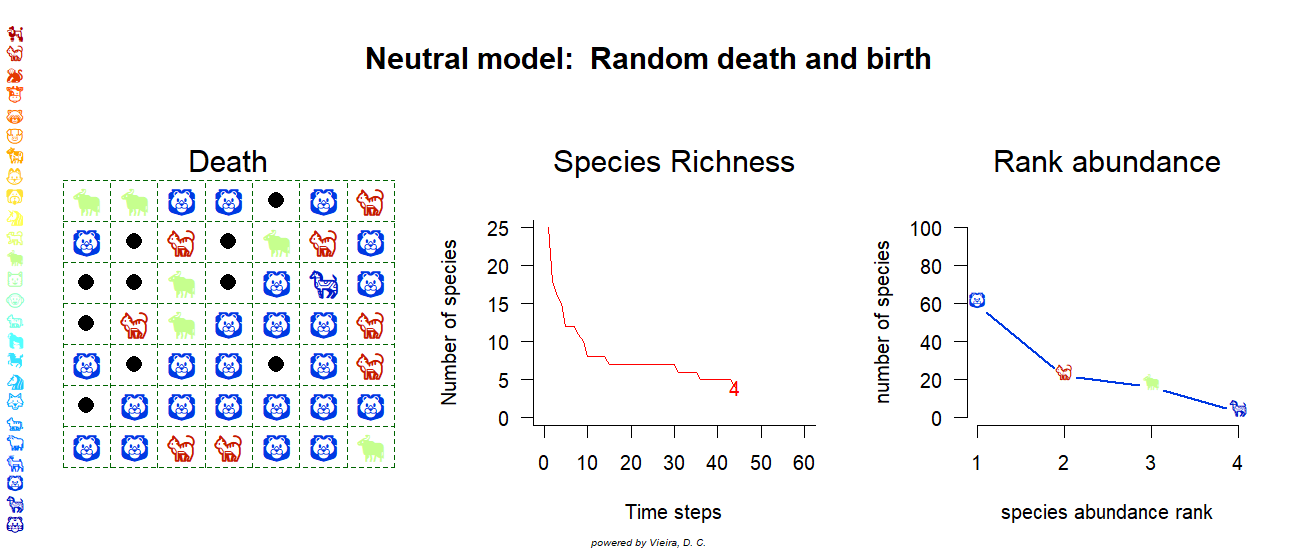 Neutral model:  Random death and birth
Death
Species Richness
Rank abundance
Number of species
25
20
15
10
5
0
4
0 10 20 30 40 50 60
Time steps
number of species
100
80
60
40
20
0
1 2 3 4
species abundance rank
powered by Vieira, D. C.